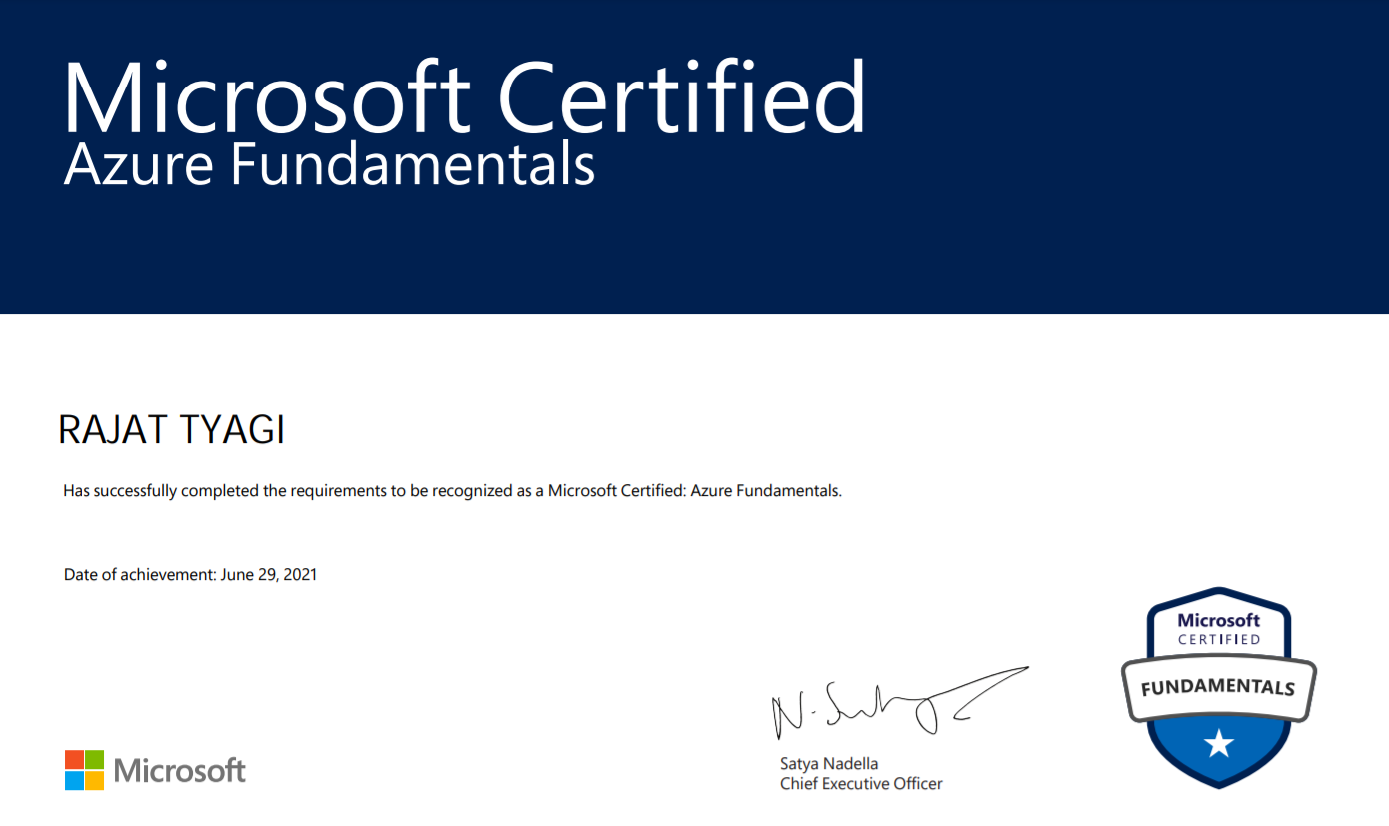 Microsoft Certified
Azure Fundamentals
RAJAT TYAGI
Has successfully completed the requirements to be recognized as a Microsoft Certified: Azure Fundamentals.
Date of achievement: June 29, 2021
Microsoft
CERTIFIED
FUNDAMENTALS
Satya Nadella
Chief Executive Officer
Microsoft